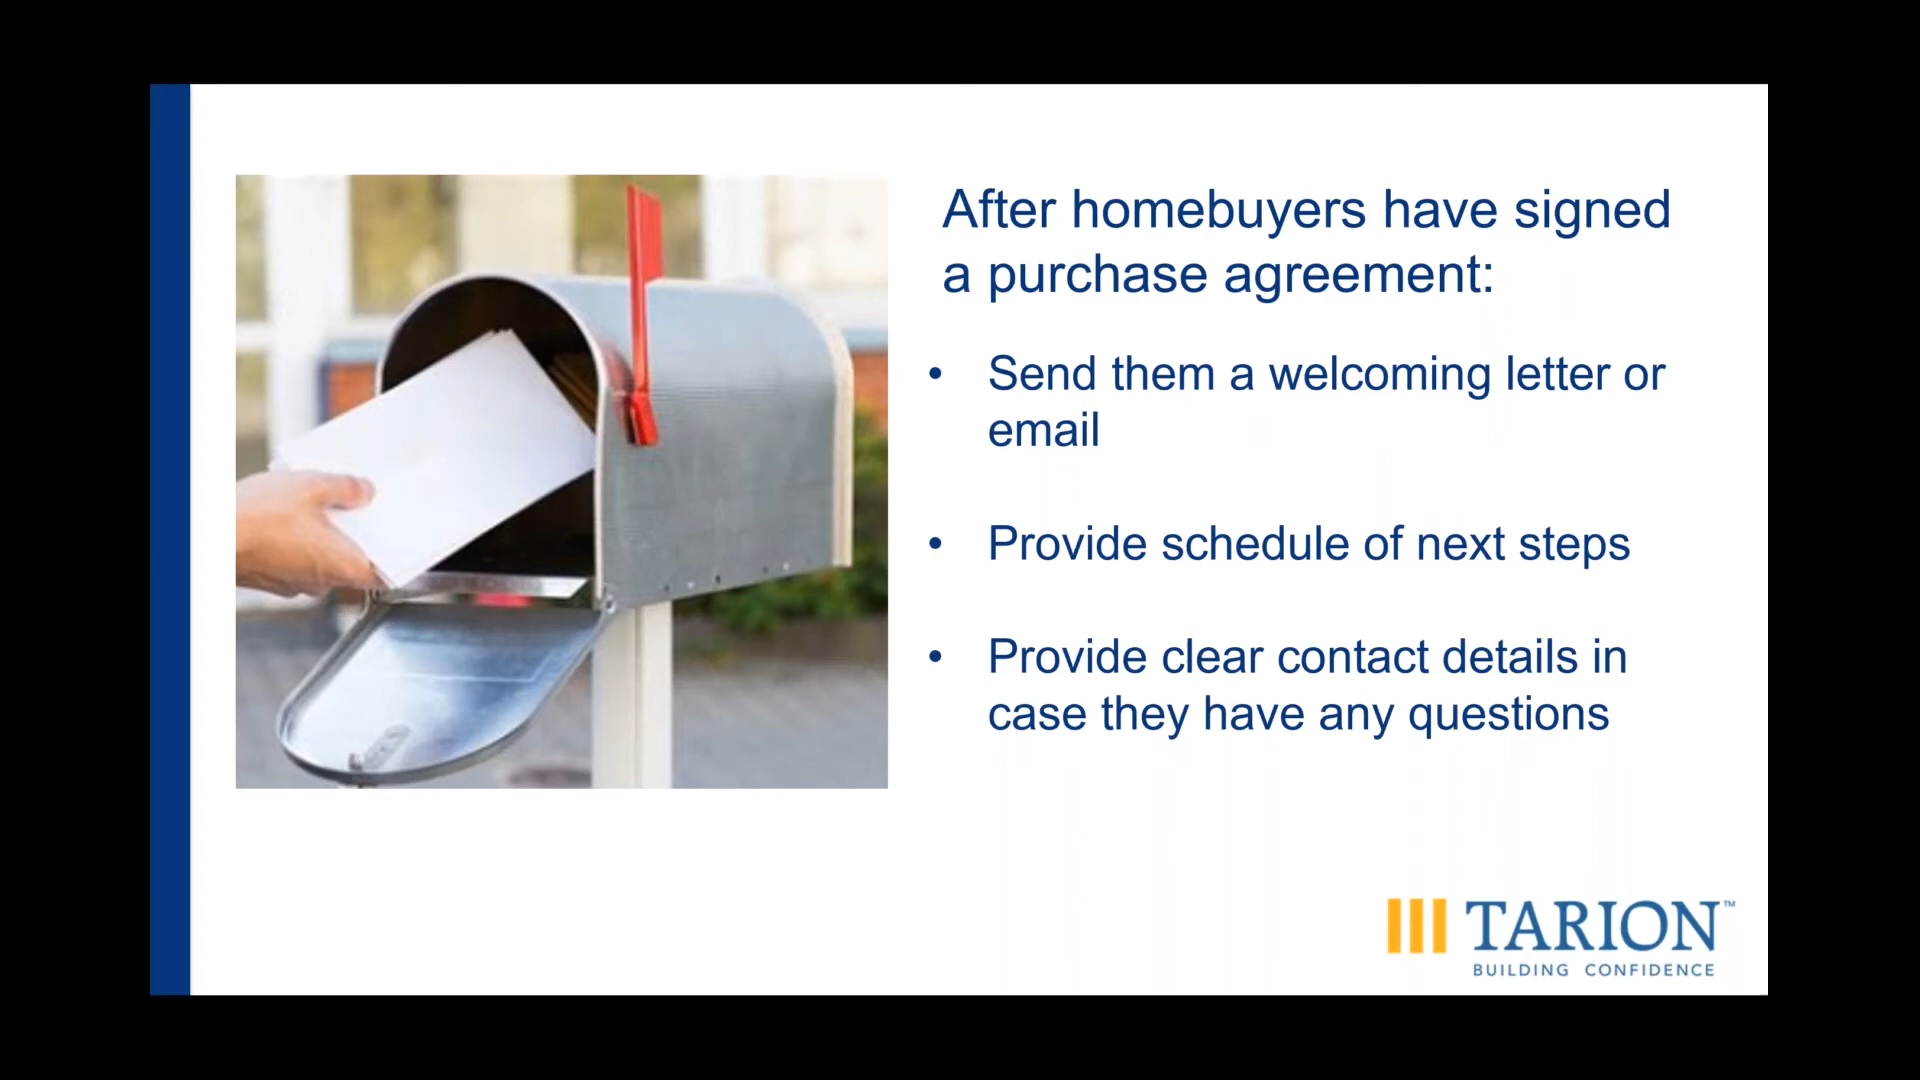 After homebuyers have signed
a purchase agreement:
• Send them a welcoming letter or
email
• Provide schedule of next steps
• Provide clear contact details in
case they have any questions
TARION™
BUILDING CONFIDENCE